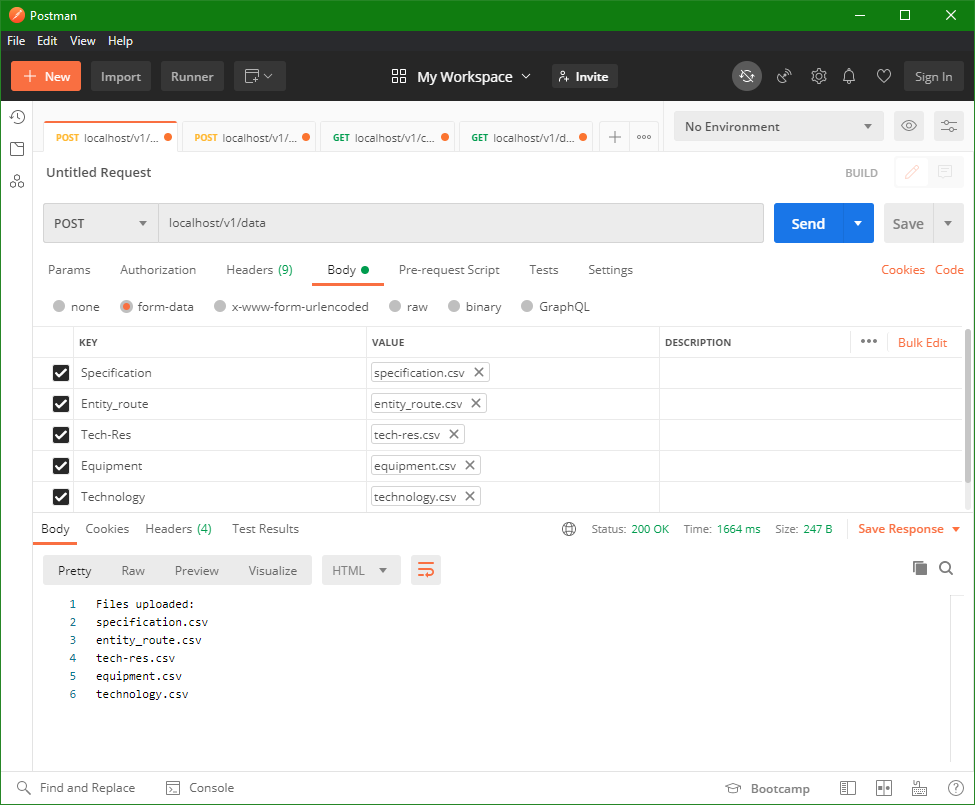 Postman
File Edit View Help
New Import Runner My Workspace Invite Sign In
POST localhost/v1/... POST localhost/v1/... GET localhost/v1/c... GET localhost/v1/d... No Environment
Untitled Request BUILD
POST localhost/v1/data Send Save
Params Authorization Headers (9) Body Pre-request Script Tests Settings Cookies Code
none form-data x-www-form-urlencoded raw binary GraphQL
KEY VALUE DESCRIPTION ••• Bulk Edit
Specification specification.csv
Entity_route entity_route.csv
Tech-Res tech-res.csv
Equipment equipment.csv
Technology technology.csv
Body Cookies Headers (4) Test Results Status: 200 OK Time: 1664 ms Size: 247 B Save Response
Pretty Raw Preview Visualize HTML
1 Files uploaded:
2 specification.csv
3 entity_route.csv
4 tech-res.csv
5 equipment.csv
6 technology.csv
Find and Replace Console Bootcamp